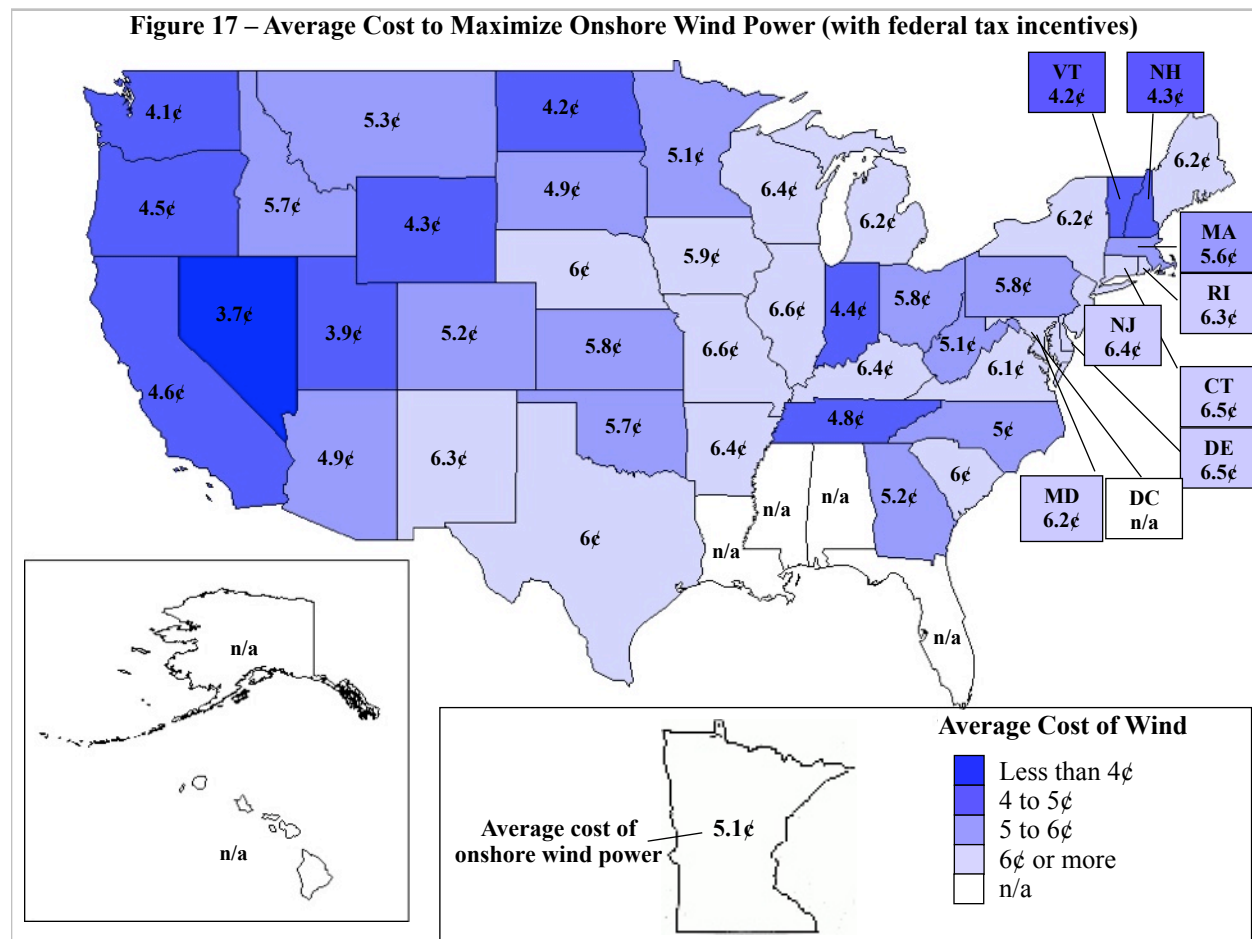 Figure 17 – Average Cost to Maximize Onshore Wind Power (with federal tax incentives)
VT
4.2¢
NH
4.3¢
4.1¢
5.3¢
4.2¢
5.1¢
6.2¢
4.5¢
5.7¢
4.3¢
4.9¢
6.4¢
6.2¢
6.2¢
MA
5.6¢
RI
6.3¢
3.7¢
3.9¢
5.2¢
6¢
5.9¢
6.6¢
4.4¢
5.8¢
5.8¢
NJ
6.4¢
4.6¢
5.8¢
6.6¢
6.4¢
5.1¢
6.1¢
CT
6.5¢
4.9¢
6.3¢
5.7¢
6.4¢
4.8¢
5¢
DE
6.5¢
6¢
n/a
n/a
n/a
5.2¢
6¢
MD
6.2¢
DC
n/a
n/a
n/a
n/a
Average cost of
onshore wind power
5.1¢
Average Cost of Wind
Less than 4¢
4 to 5¢
5 to 6¢
6¢ or more
n/a